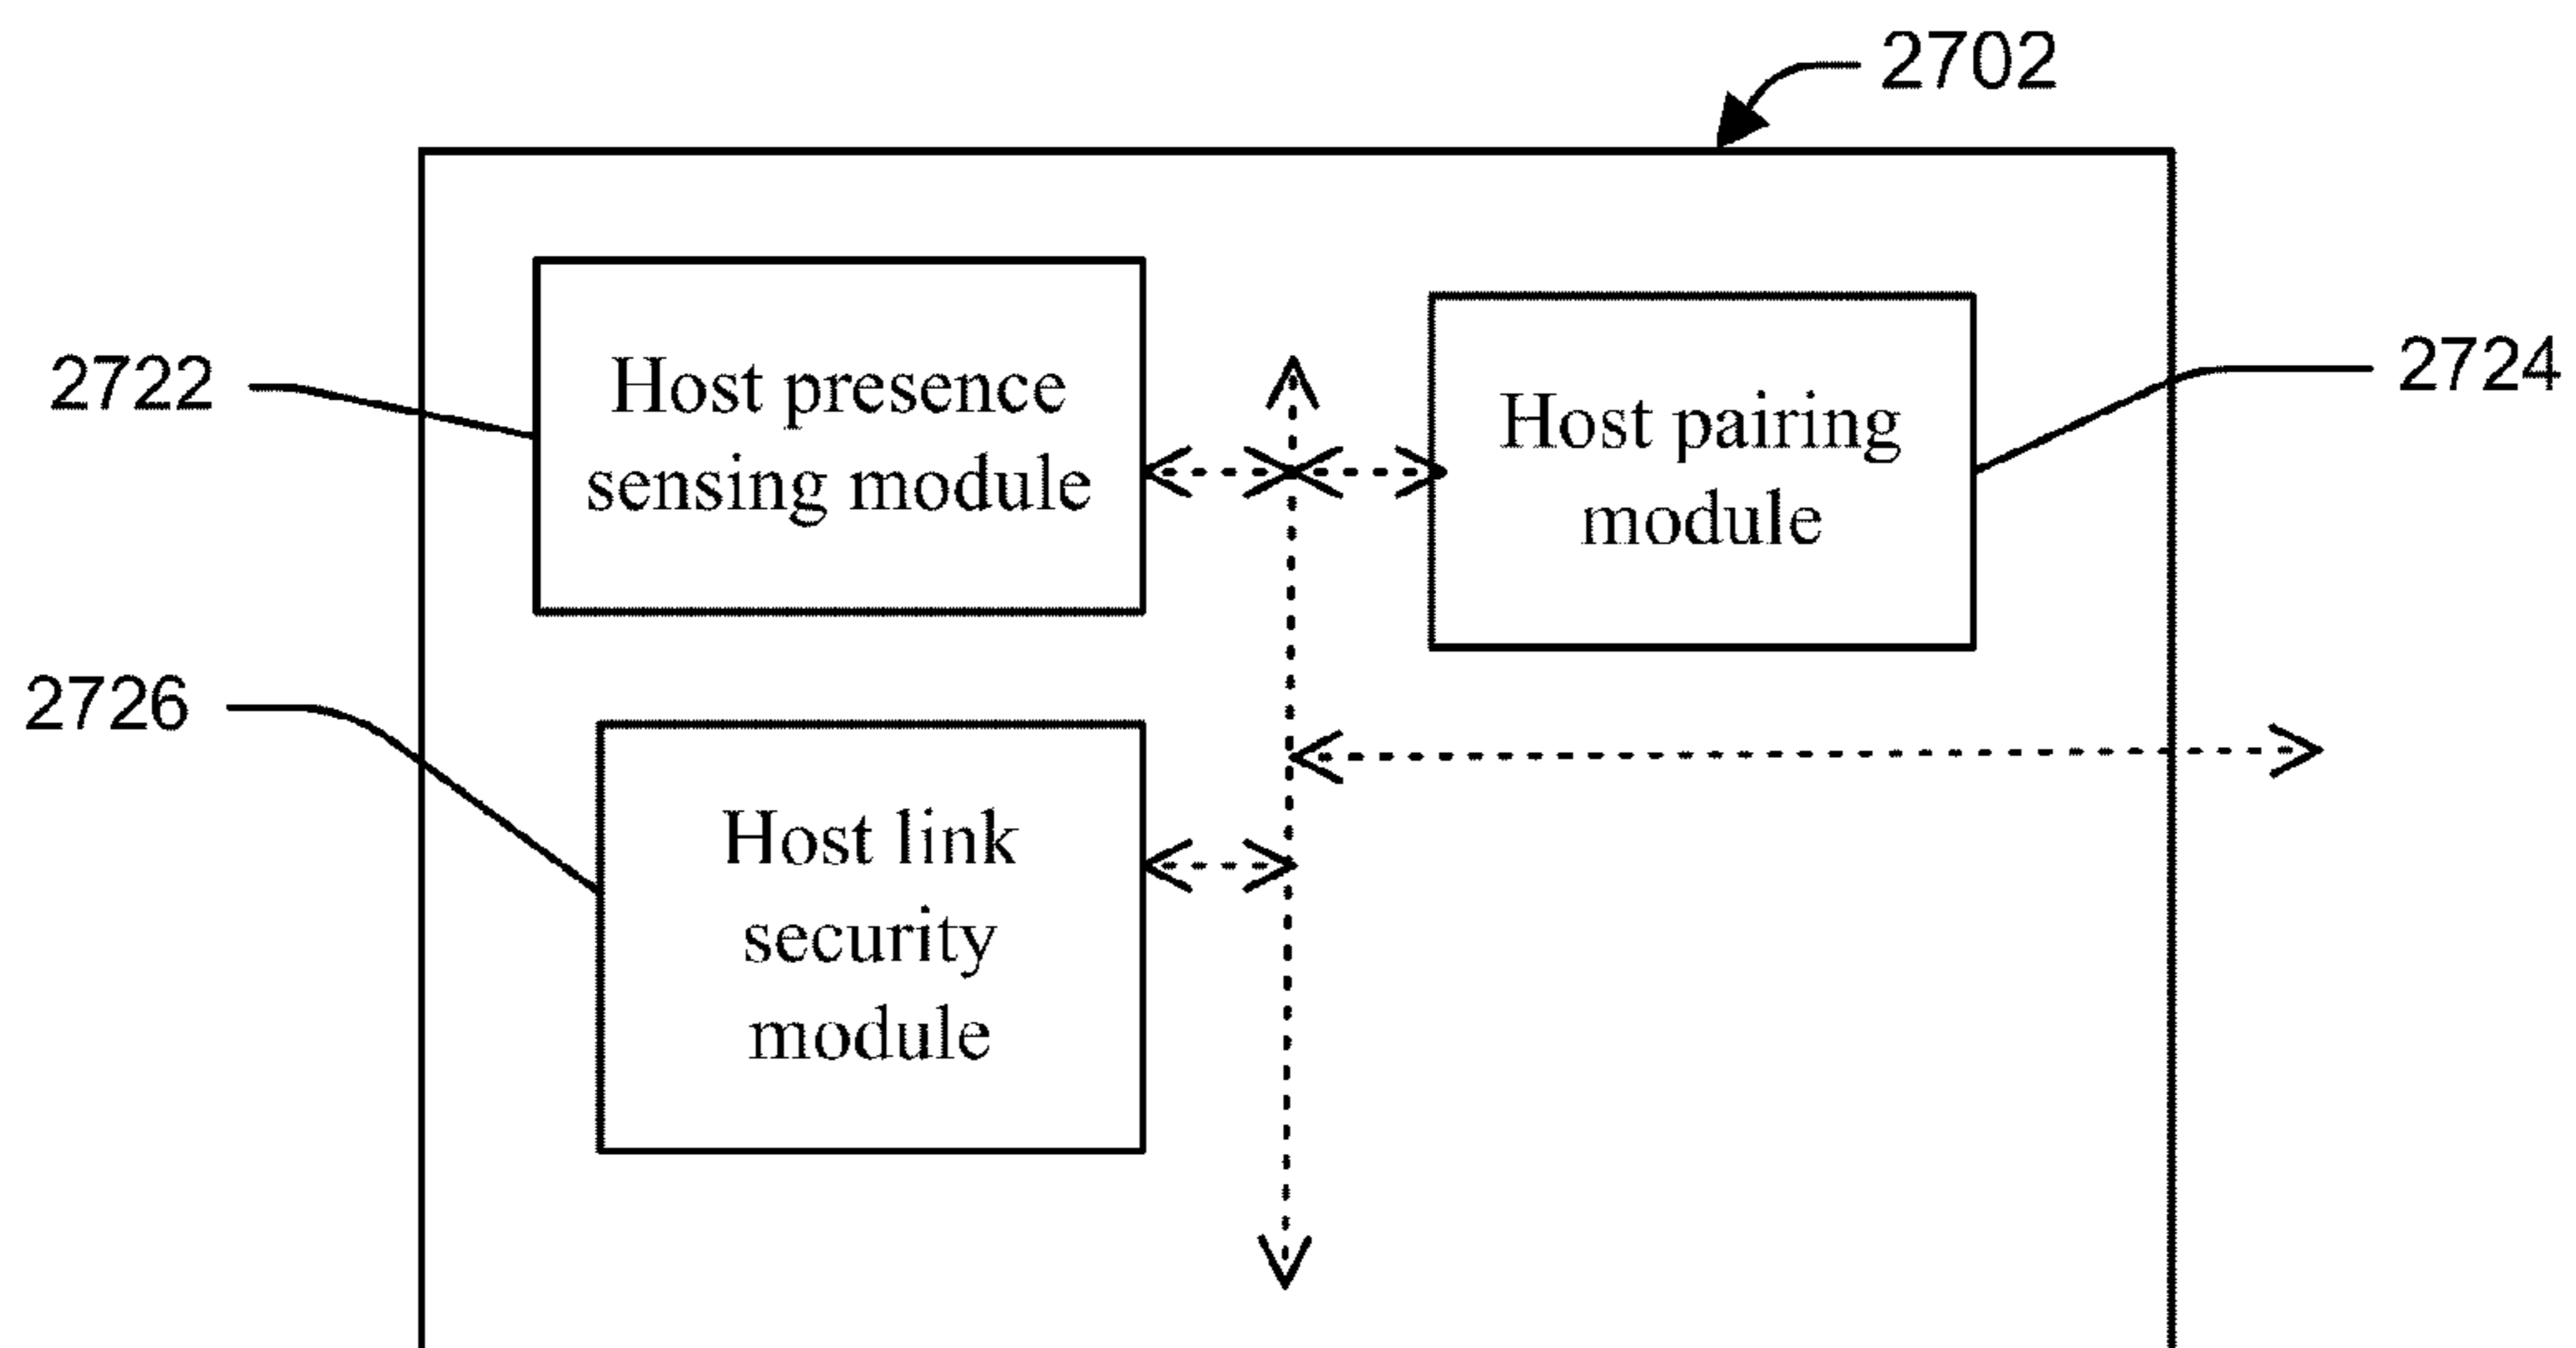 2702
2722
Host presence
sensing module
Host pairing
module
2724
2726
Host link
security
module